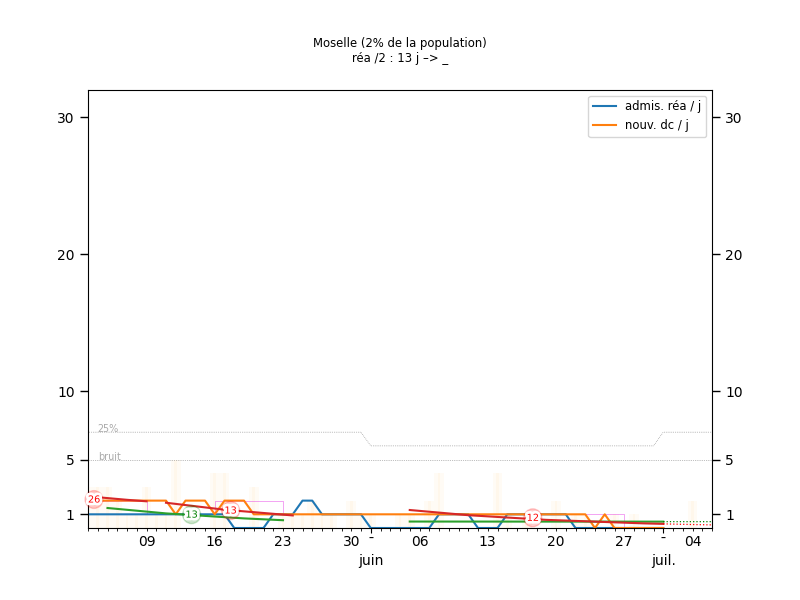 Moselle (2% de la population)
réa /2 : 13 j –> _
admis. réa / j
nouv. dc / j
30 30
20 20
10 10
25%
bruit
5 5
26
13
13
12
1 1
09 16 23 30 - 06 13 20 27 - 04
juin juil.